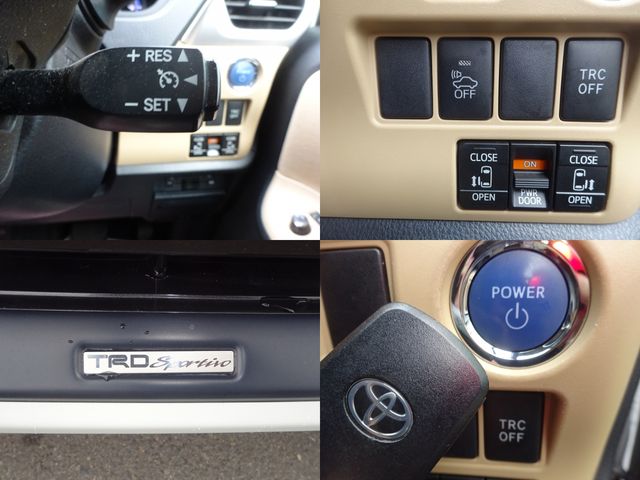 + RES ▲
◄
− SET ▼
OFF
TRC
OFF
CLOSE
OPEN
ON
PWR
DOOR
CLOSE
OPEN
TRD Sportivo
POWER
TRC
OFF